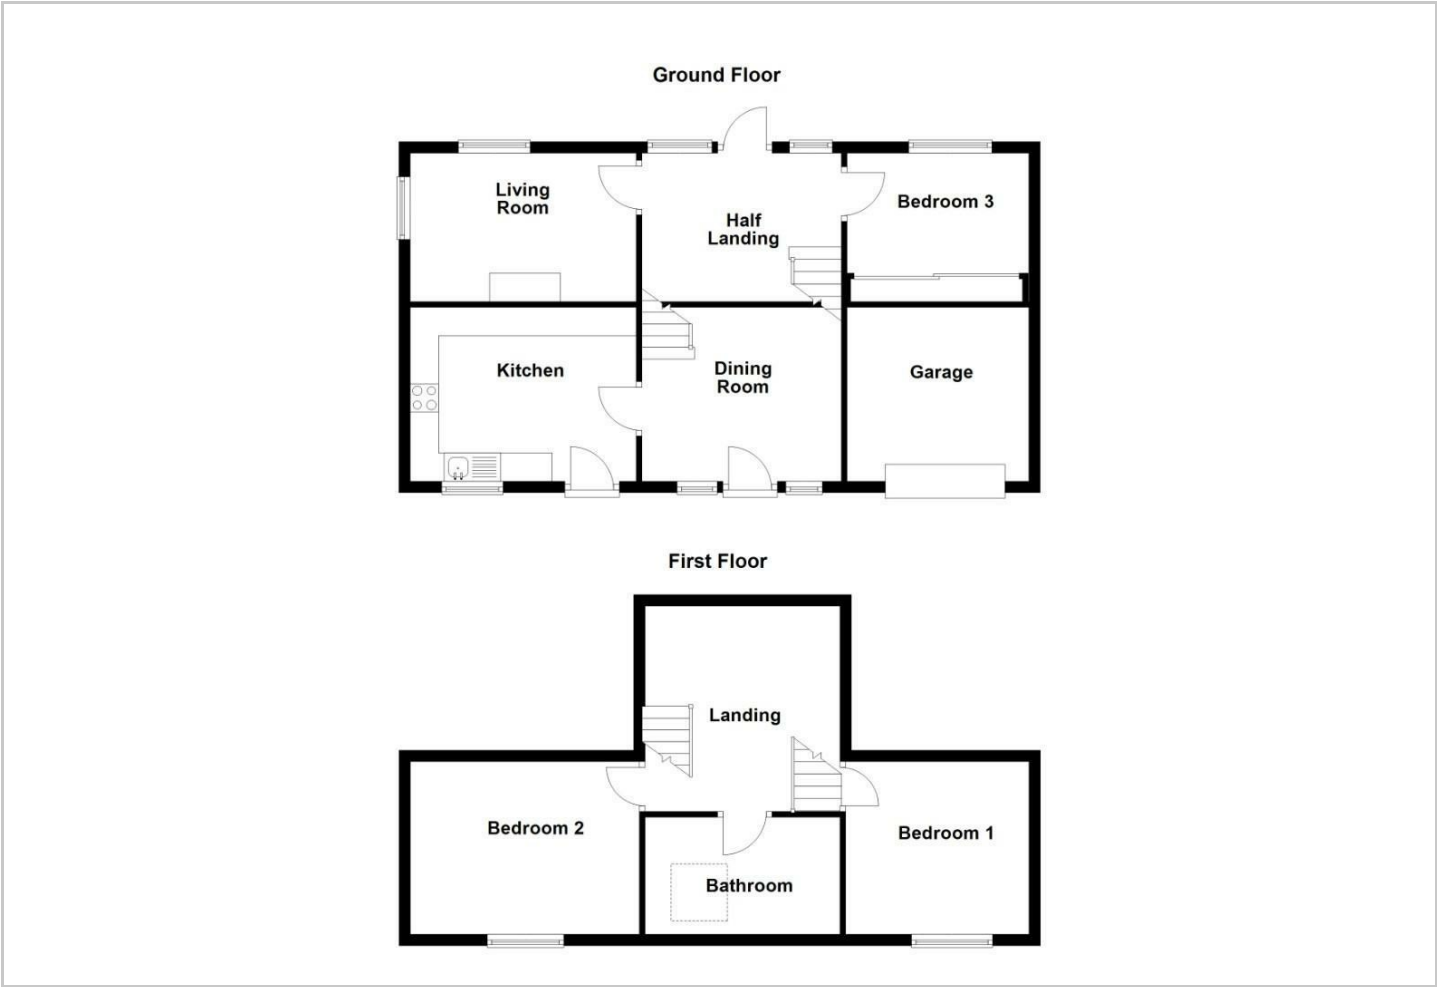 Ground Floor
Living
Room
Half
Landing
Bedroom 3
Kitchen
Dining
Room
Garage
First Floor
Landing
Bedroom 2
Bathroom
Bedroom 1